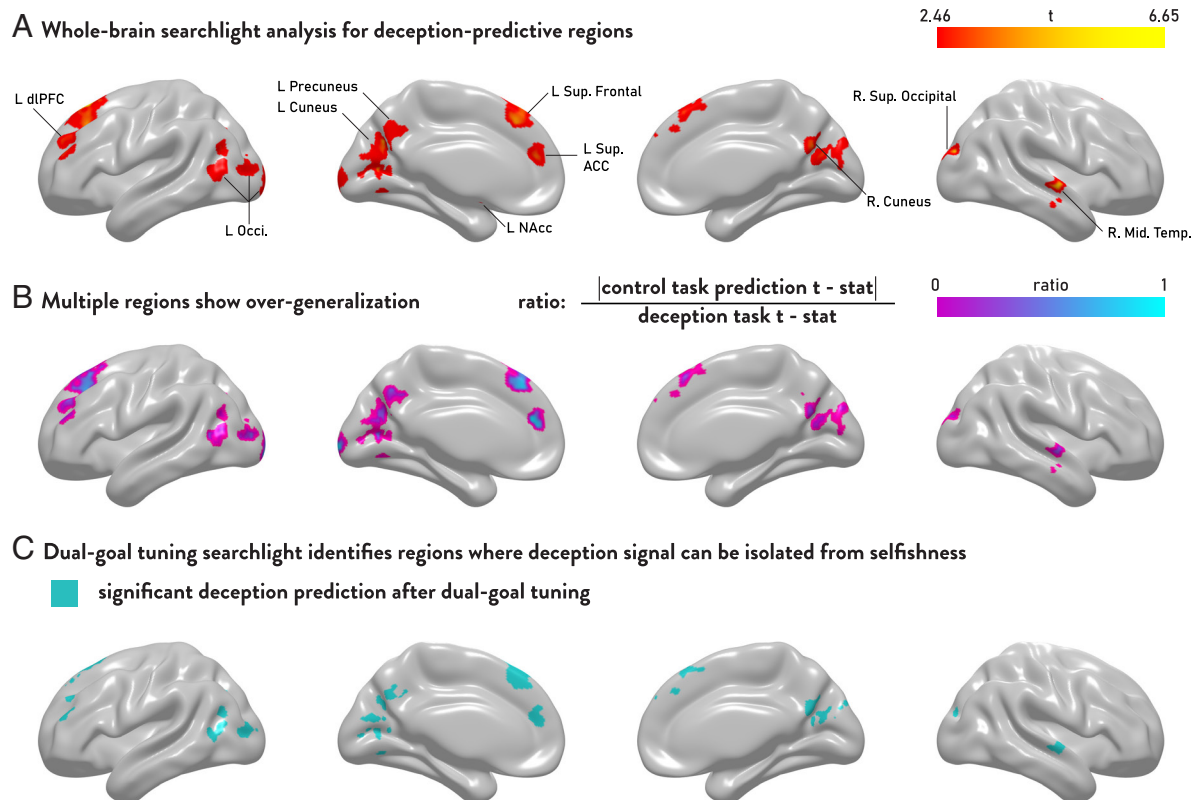 A Whole-brain searchlight analysis for deception-predictive regions
2.46 t 6.65
L dlPFC
L Precuneus
L Cuneus
L Sup. Frontal
L Sup.
ACC
R. Sup. Occipital
L Occi.
L NAcc
R. Cuneus
R. Mid. Temp.
B Multiple regions show over-generalization
ratio:
|control task prediction t - stat|
deception task t - stat
0 ratio 1
C Dual-goal tuning searchlight identifies regions where deception signal can be isolated from selfishness
significant deception prediction after dual-goal tuning